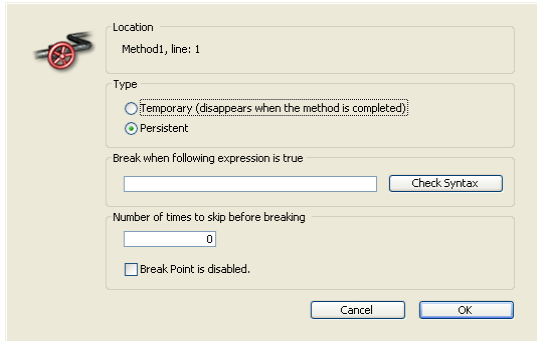 Location
Method1, line: 1
Type
Temporary (disappears when the method is completed)
Persistent
Break when following expression is true
Check Syntax
Number of times to skip before breaking
0
Break Point is disabled.
Cancel OK